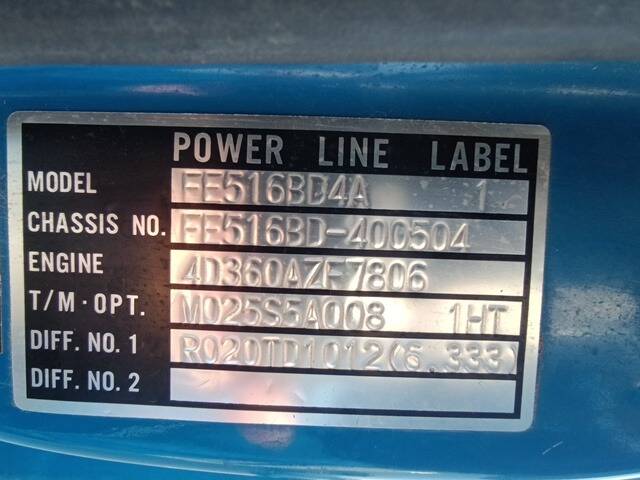 POWER LINE LABEL
MODEL FE516BD4A 1
CHASSIS NO. FE516BD-400504
ENGINE 4D360AZF7806
T/M·OPT. M025S5A008 1HT
DIFF. NO. 1 R020TD1012(6.333)
DIFF. NO. 2